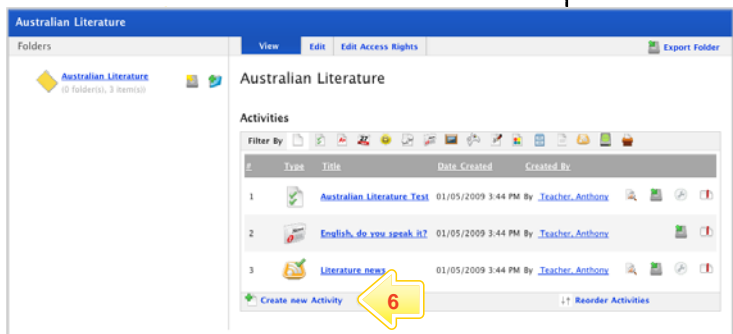 Australian Literature
Folders
View Edit Edit Access Rights Export Folder
Australian Literature
(0 folder(s), 3 item(s))
Australian Literature
Activities
Filter By
# Type Title Date Created Created By
1 Australian Literature Test 01/05/2009 3:44 PM By Teacher, Anthony
2 English, do you speak it? 01/05/2009 3:44 PM By Teacher, Anthony
3 Literature news 01/05/2009 3:44 PM By Teacher, Anthony
Create new Activity 6 Reorder Activities